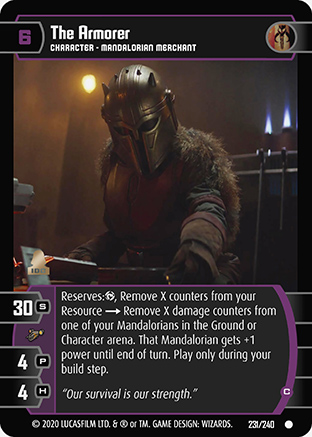 6
The Armorer
CHARACTER - MANDALORIAN MERCHANT
30 S
4 P
4 H
Reserves: , Remove X counters from your
Resource → Remove X damage counters from
one of your Mandalorians in the Ground or
Character arena. That Mandalorian gets +1
power until end of turn. Play only during your
build step.
“Our survival is our strength.”
C
© 2020 LUCASFILM LTD. & ® or TM. GAME DESIGN: WIZARDS.
231/240